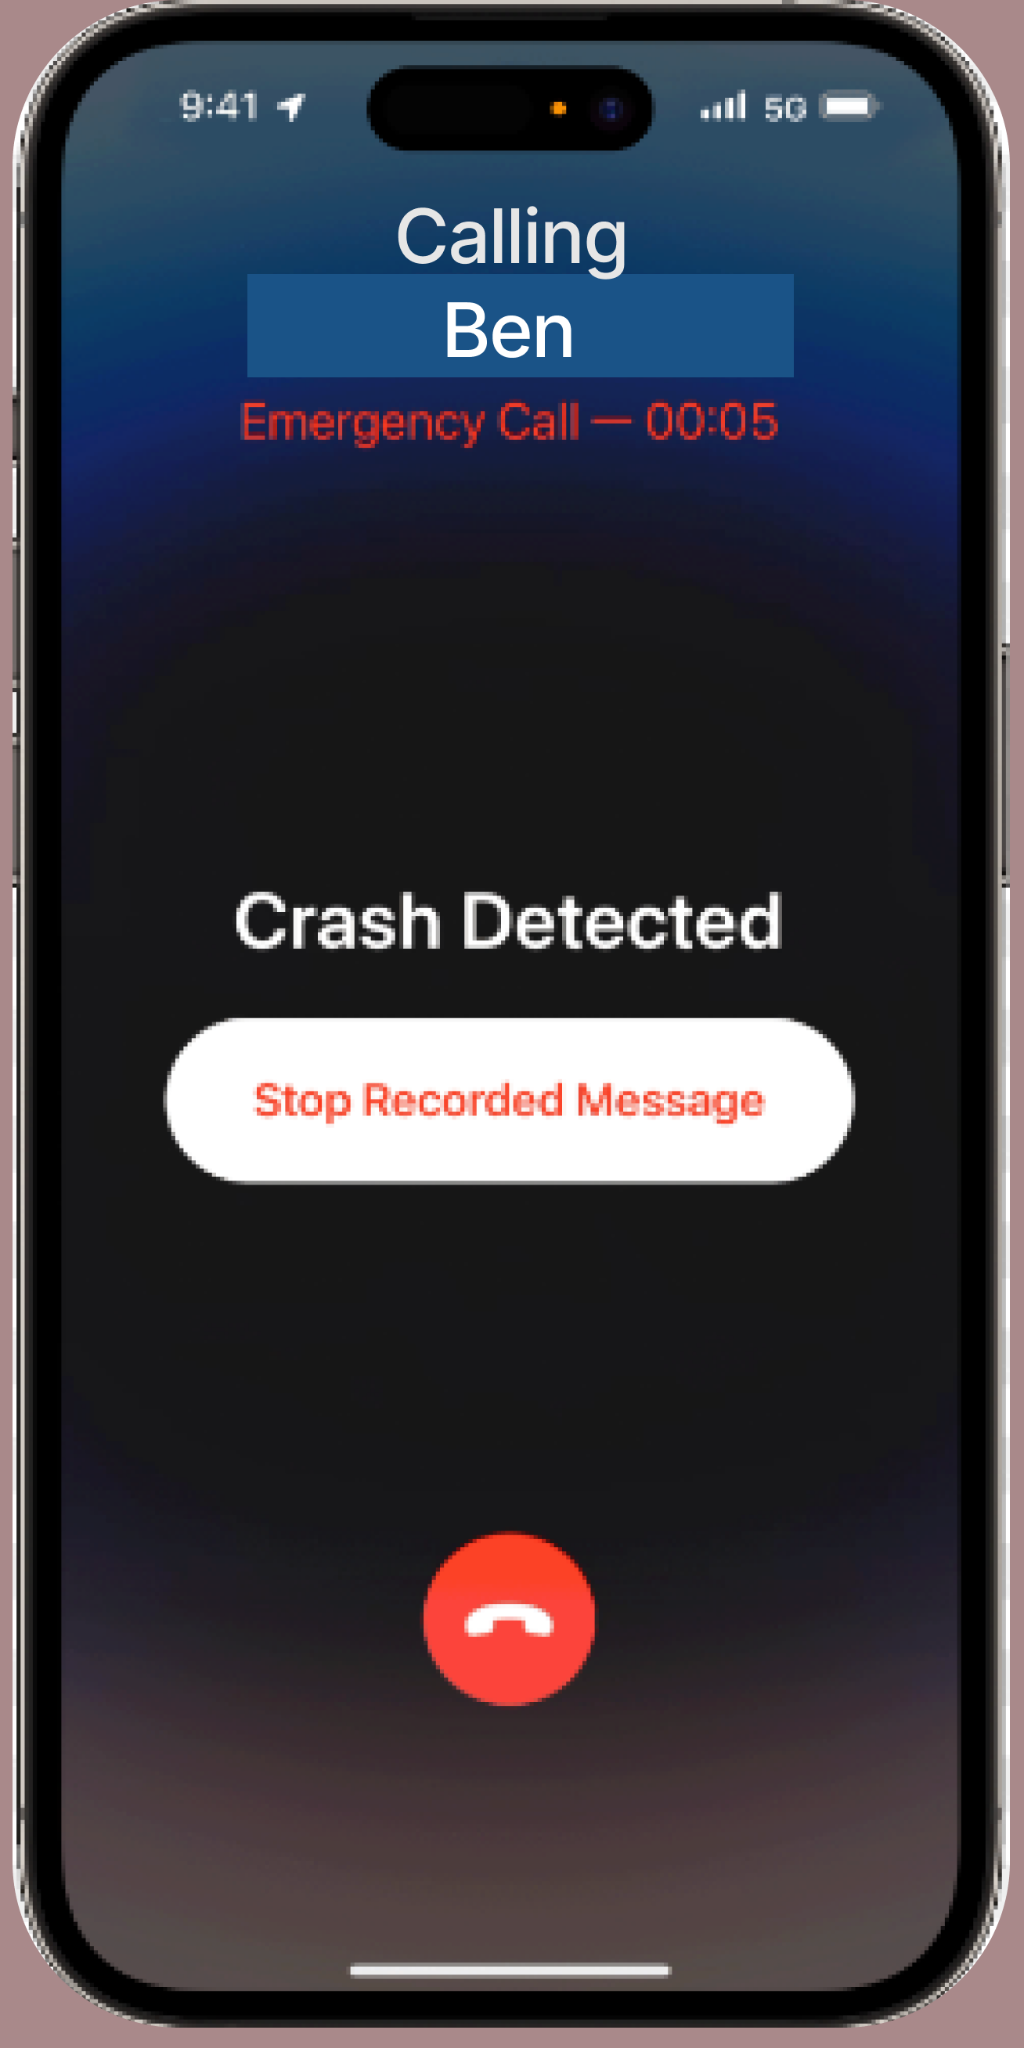 9:41 5G
Calling
Ben
Emergency Call — 00:05
Crash Detected
Stop Recorded Message